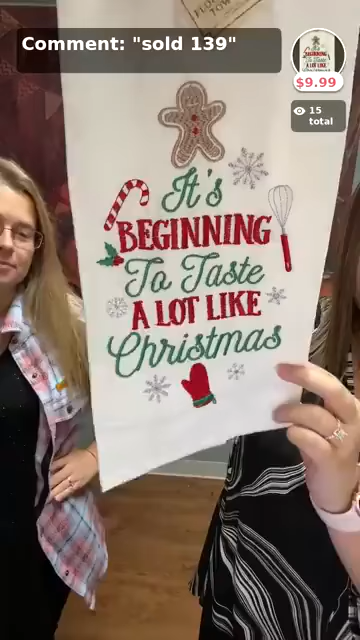 Comment: "sold 139"
$9.99
15
total
It's
BEGINNING
To Taste
A LOT LIKE
Christmas